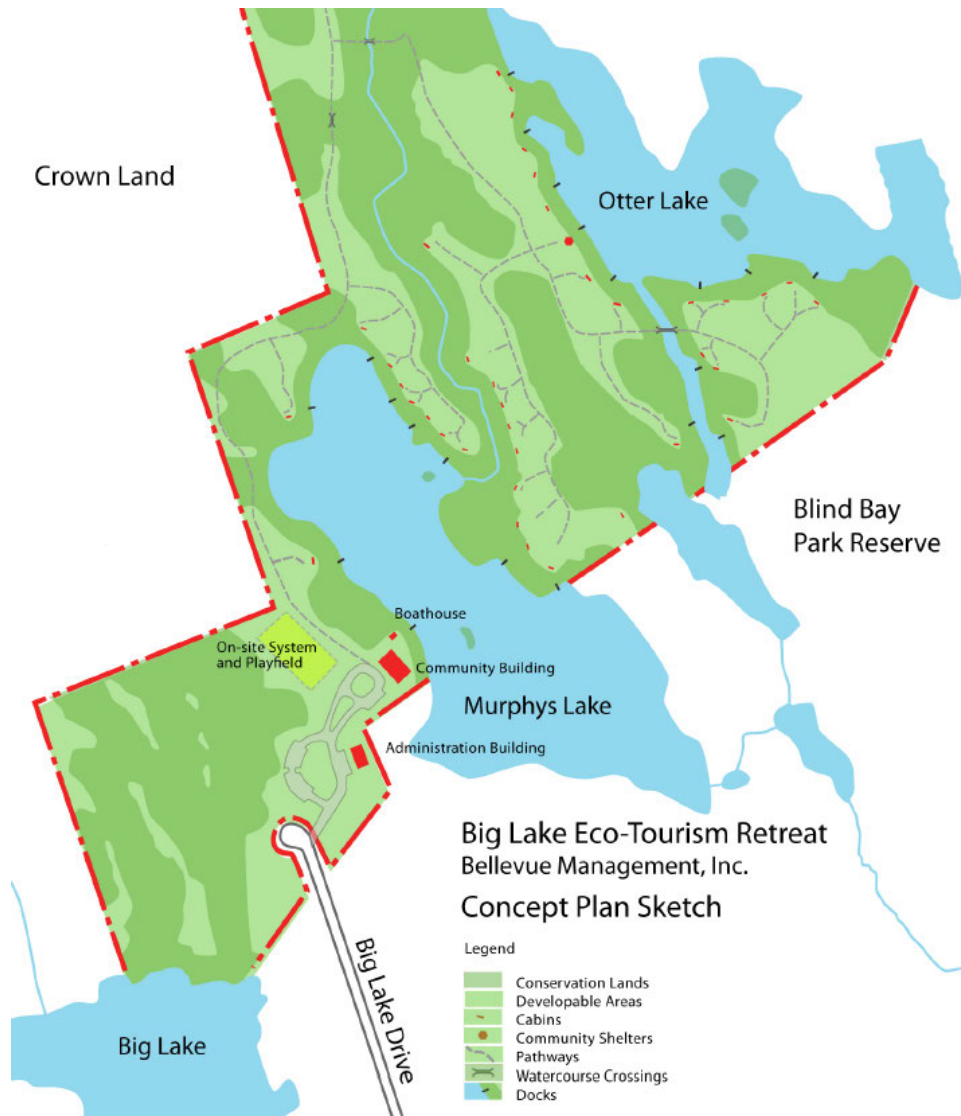 Crown Land
Otter Lake
Blind Bay
Park Reserve
Boathouse
On-site System
and Playfield
Community Building
Murphys Lake
Administration Building
Big Lake Eco-Tourism Retreat
Bellevue Management, Inc.
Concept Plan Sketch
Big Lake Drive
Big Lake
Legend
Conservation Lands
Developable Areas
Cabins
Community Shelters
Pathways
Watercourse Crossings
Docks